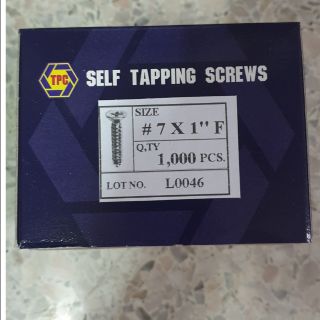 TPC
SELF TAPPING SCREWS
SIZE
# 7 X 1" F
Q,TY
1,000 PCS.
LOT NO. L0046